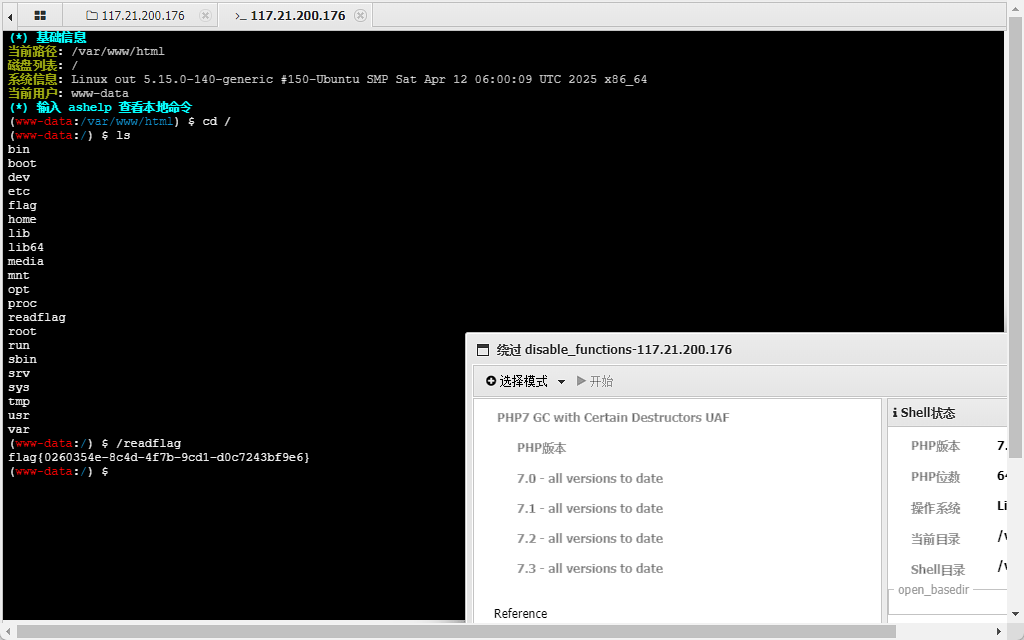 117.21.200.176
>_ 117.21.200.176
(*) 基础信息
当前路径: /var/www/html
磁盘列表: /
系统信息: Linux out 5.15.0-140-generic #150-Ubuntu SMP Sat Apr 12 06:00:09 UTC 2025 x86_64
当前用户: www-data
(*) 输入 ashelp 查看本地命令
(www-data:/var/www/html) $ cd /
(www-data:/) $ ls
bin
boot
dev
etc
flag
home
lib
lib64
media
mnt
opt
proc
readflag
root
run
sbin
srv
sys
tmp
usr
var
(www-data:/) $ /readflag
flag{0260354e-8c4d-4f7b-9cd1-d0c7243bf9e6}
(www-data:/) $
绕过 disable_functions-117.21.200.176
选择模式
开始
PHP7 GC with Certain Destructors UAF
PHP版本
7.0 - all versions to date
7.1 - all versions to date
7.2 - all versions to date
7.3 - all versions to date
Reference
Shell状态
PHP版本 7.
PHP位数 6
操作系统 Li
当前目录 /v
Shell目录 /v
open_basedir